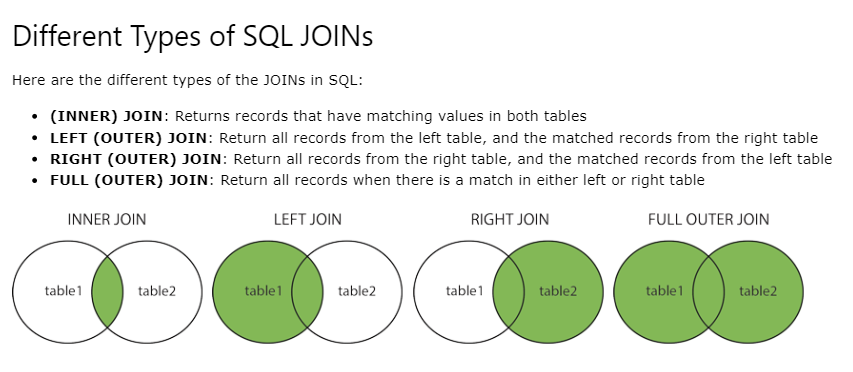 Different Types of SQL JOINs
Here are the different types of the JOINs in SQL:
• (INNER) JOIN: Returns records that have matching values in both tables
• LEFT (OUTER) JOIN: Return all records from the left table, and the matched records from the right table
• RIGHT (OUTER) JOIN: Return all records from the right table, and the matched records from the left table
• FULL (OUTER) JOIN: Return all records when there is a match in either left or right table
INNER JOIN
LEFT JOIN
RIGHT JOIN
FULL OUTER JOIN
table1
table2
table1
table2
table1
table2
table1
table2